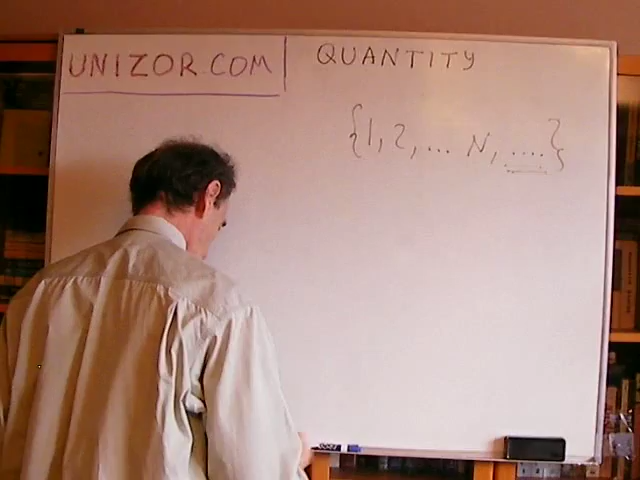 UNIZOR.COM
QUANTITY
{1, 2, ... N, ....}